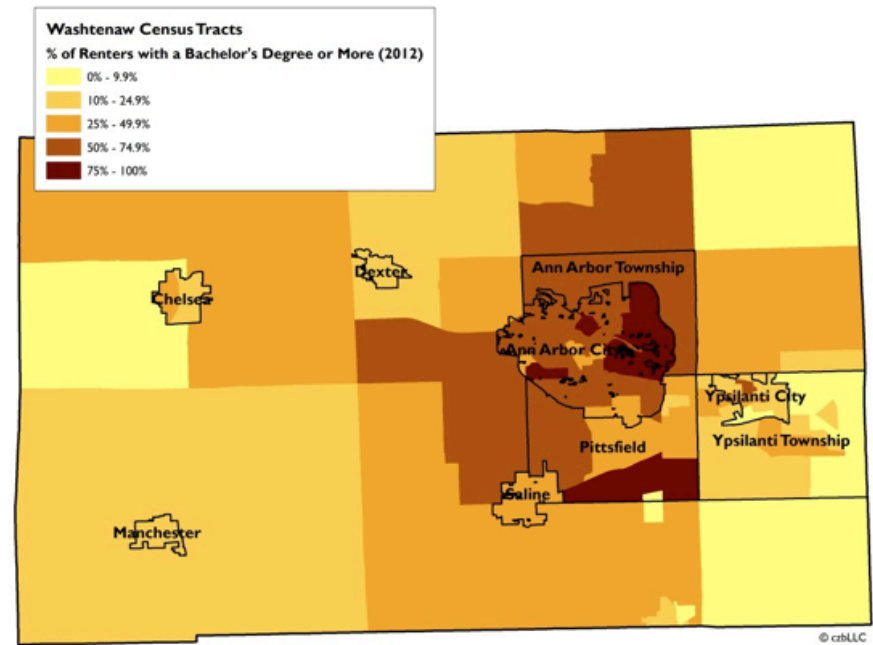 Washtenaw Census Tracts
% of Renters with a Bachelor's Degree or More (2012)
0% - 9.9%
10% - 24.9%
25% - 49.9%
50% - 74.9%
75% - 100%
Ann Arbor Township
Dexter
Chelsea
Ann Arbor City
Ypsilanti City
Ypsilanti Township
Pittsfield
Saline
Manchester
© czbLLC